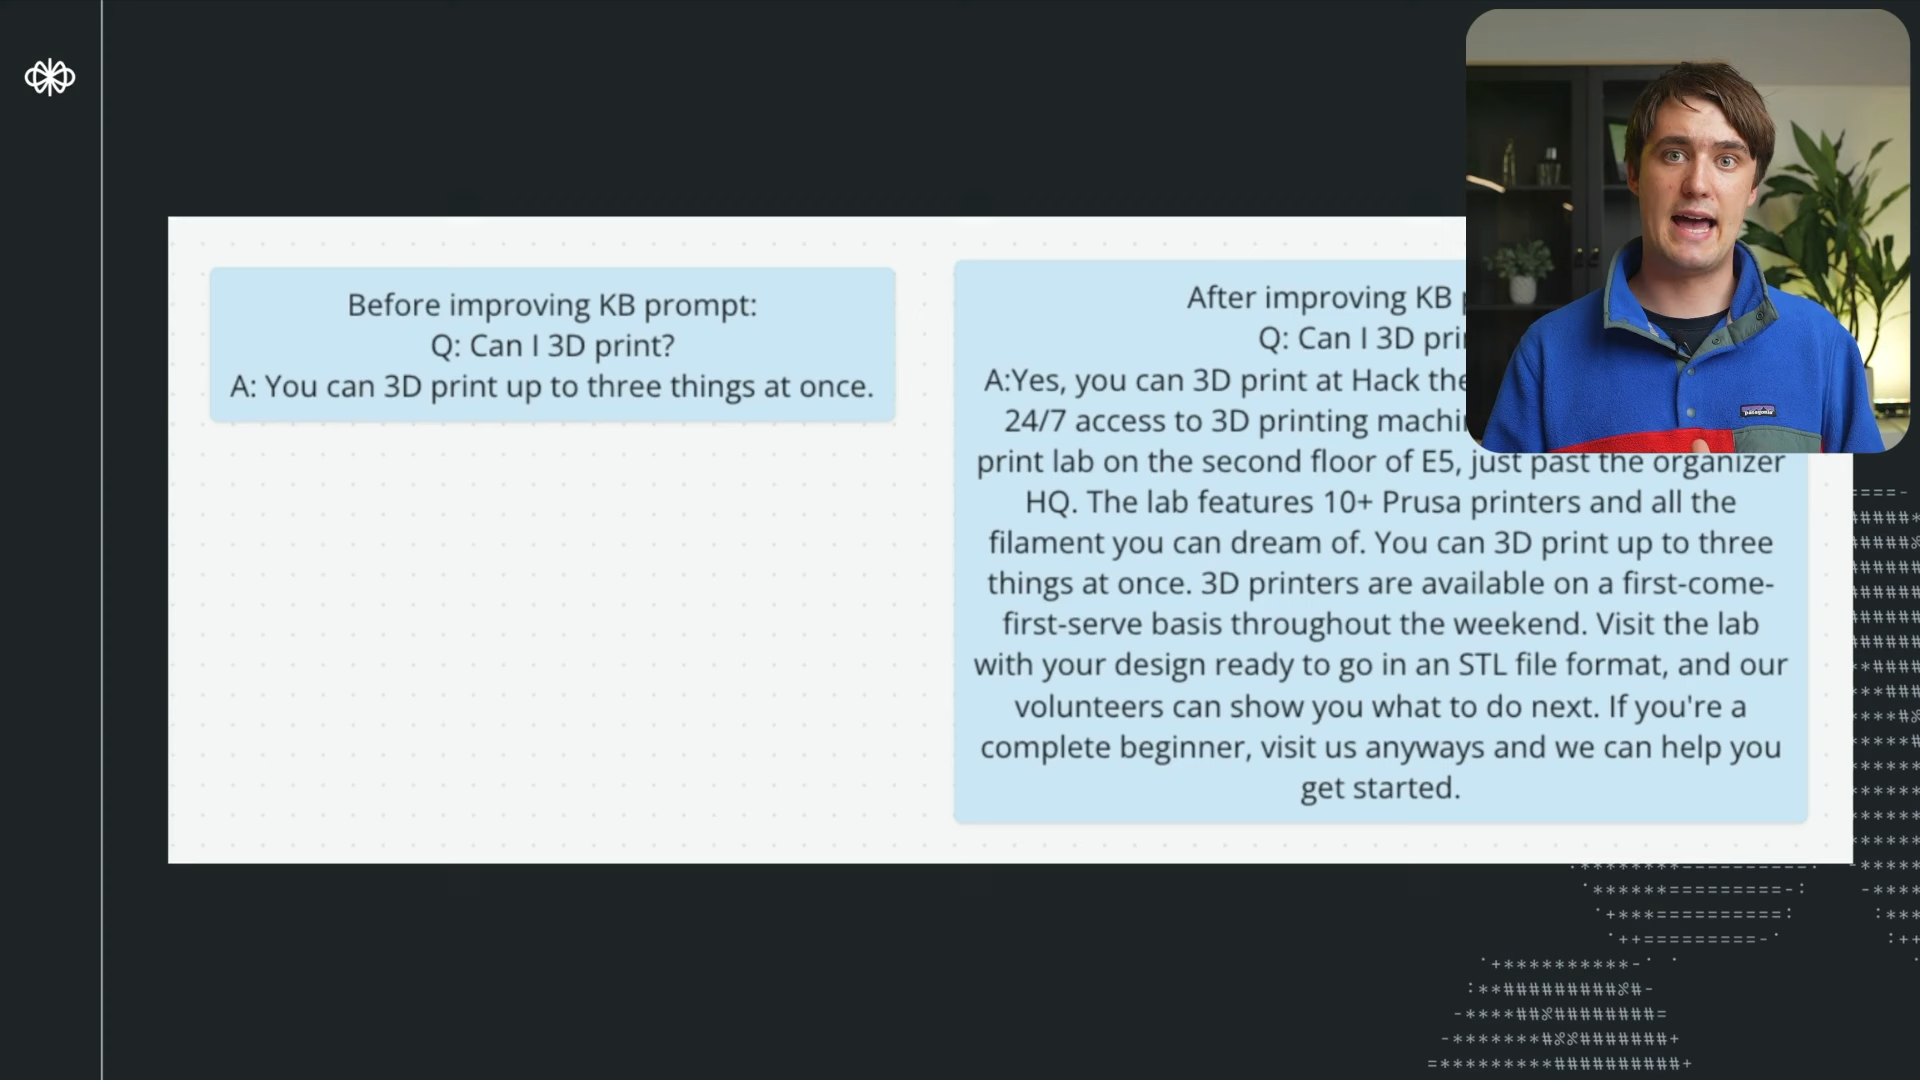 Before improving KB prompt:
Q: Can I 3D print?
A: You can 3D print up to three things at once.
After improving KB
Q: Can I 3D
A:Yes, you can 3D print at Hack the
24/7 access to 3D printing
print lab on the second floor of E5, just past the organizer
HQ. The lab features 10+ Prusa printers and all the
filament you can dream of. You can 3D print up to three
things at once. 3D printers are available on a first-come-
first-serve basis throughout the weekend. Visit the lab
with your design ready to go in an STL file format, and our
volunteers can show you what to do next. If you're a
complete beginner, visit us anyways and we can help you
get started.
patagonia